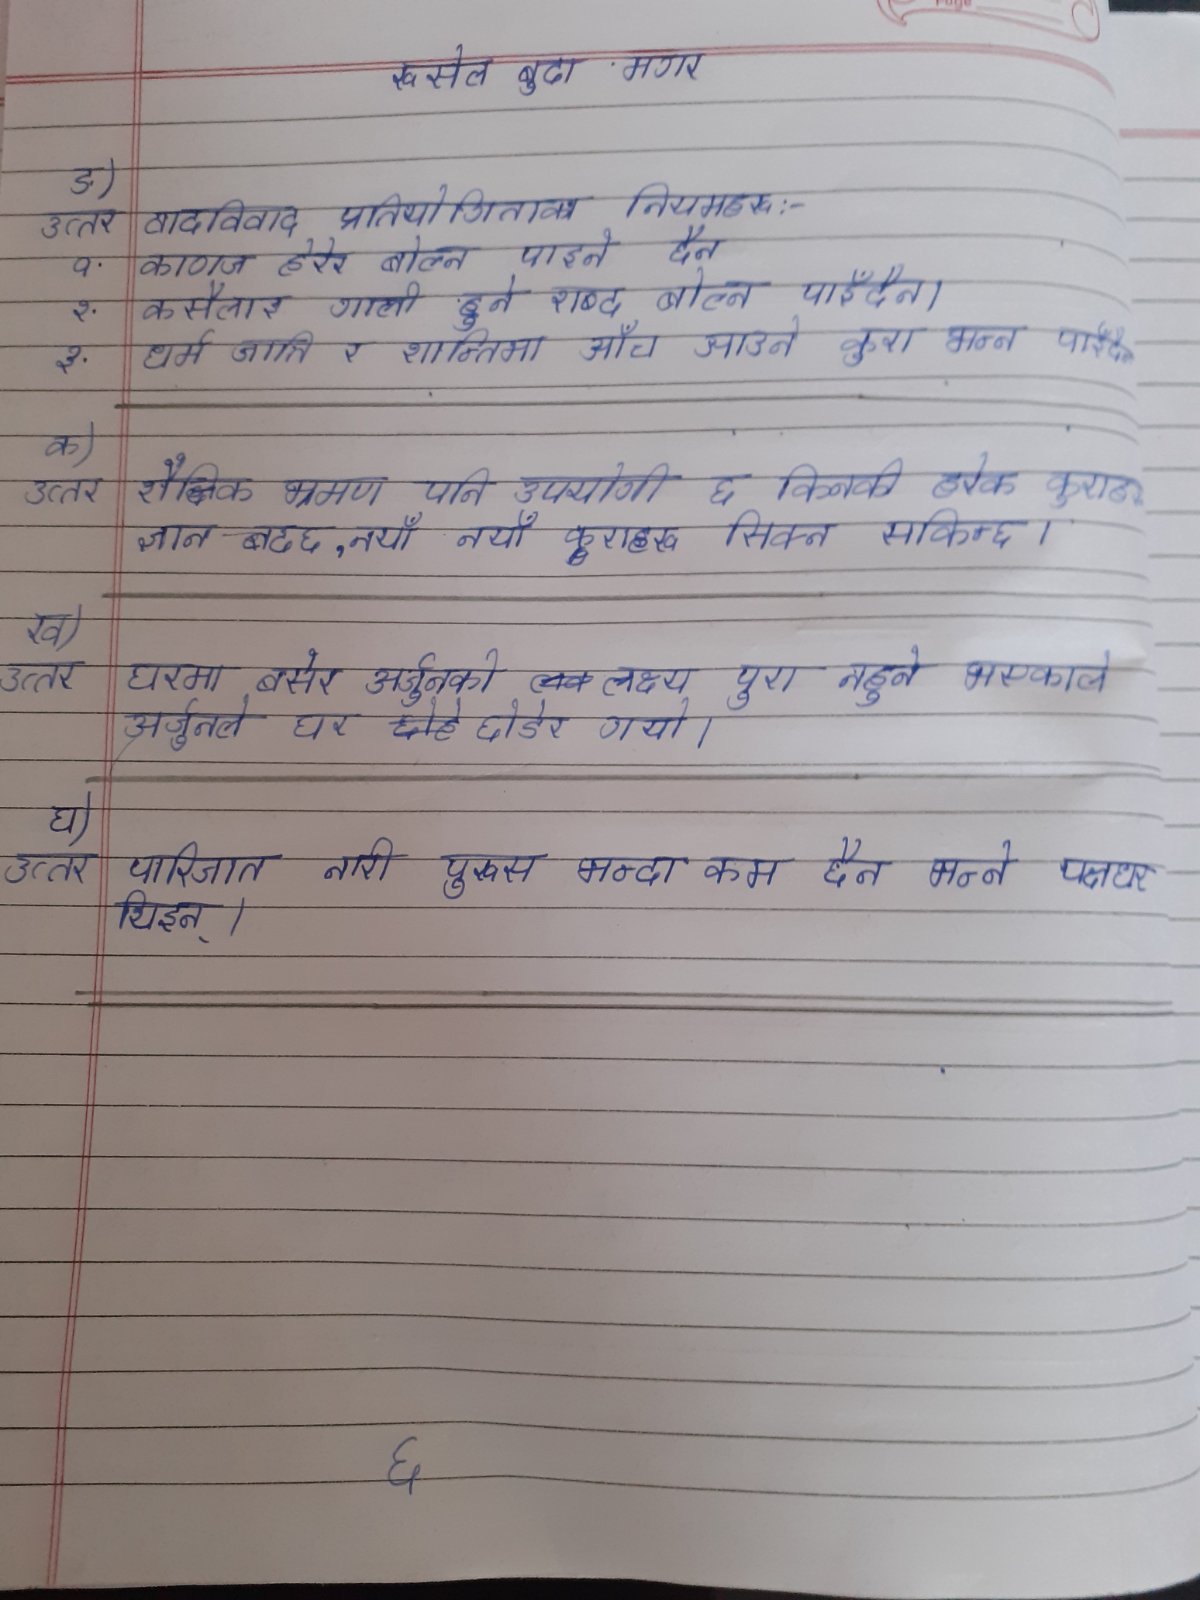 रुसेल बुढा मगर
ङ)
उत्तर वादविवाद प्रतियोगिताका नियमहरू:-
१. कागज हेरेर बोल्न पाइने छैन
२. कसैलाई गाली हुने शब्द बोल्न पाइँदैन।
३. धर्म जाति र शान्तिमा आँच आउने कुरा भन्न पाइँदैन
क)
उत्तर शैक्षिक भ्रमण पनि उपयोगी छ किनकी हरेक कुराहरु
ज्ञान बढ्छ, नयाँ नयाँ कुराहरू सिक्न सकिन्छ।
ख)
उत्तर घरमा बसेर अर्जुनको लक्ष्य पुरा नहुने भएकाले
अर्जुनले घर छोडेर गयो।
घ)
उत्तर पारिजात नारी पुरुस भन्दा कम छैन भन्ने पक्षधर
थिइन्।
६